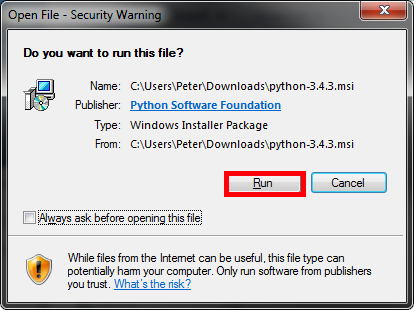 Open File - Security Warning
Do you want to run this file?
Name: C:\Users\Peter\Downloads\python-3.4.3.msi
Publisher: Python Software Foundation
Type: Windows Installer Package
From: C:\Users\Peter\Downloads\python-3.4.3.msi
Run Cancel
Always ask before opening this file
While files from the Internet can be useful, this file type can
potentially harm your computer. Only run software from publishers
you trust. What's the risk?